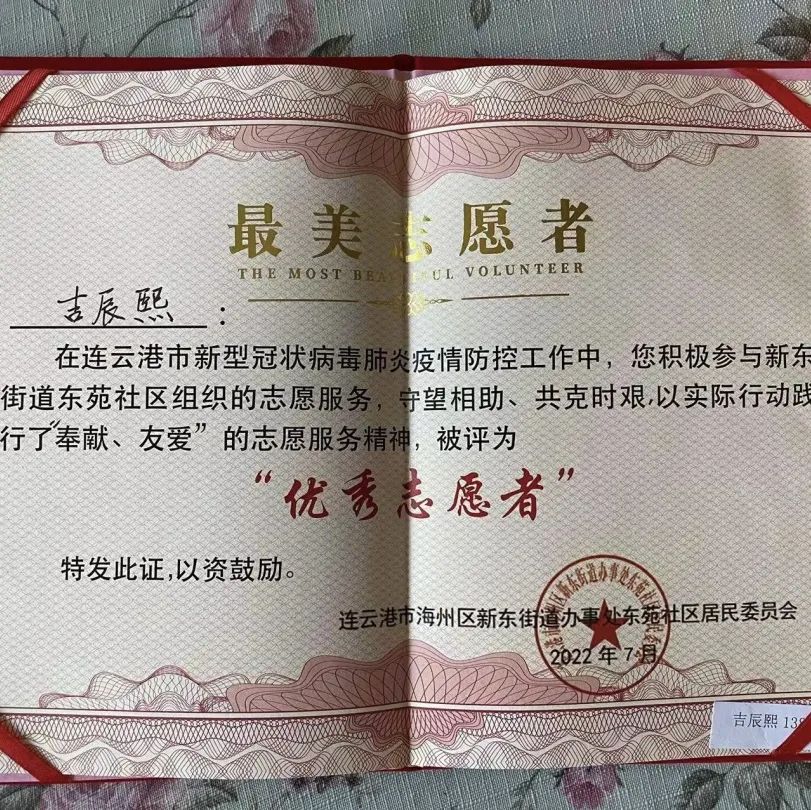 最美志愿者
THE MOST BEAUTIFUL VOLUNTEER
吉辰熙：
在连云港市新型冠状病毒肺炎疫情防控工作中，您积极参与新东
街道东苑社区组织的志愿服务，守望相助、共克时艰，以实际行动践
行了“奉献、友爱”的志愿服务精神，被评为
“优秀志愿者”
特发此证，以资鼓励。
连云港市海州区新东街道办事处东苑社区居民委员会
2022年7月
吉辰熙 138